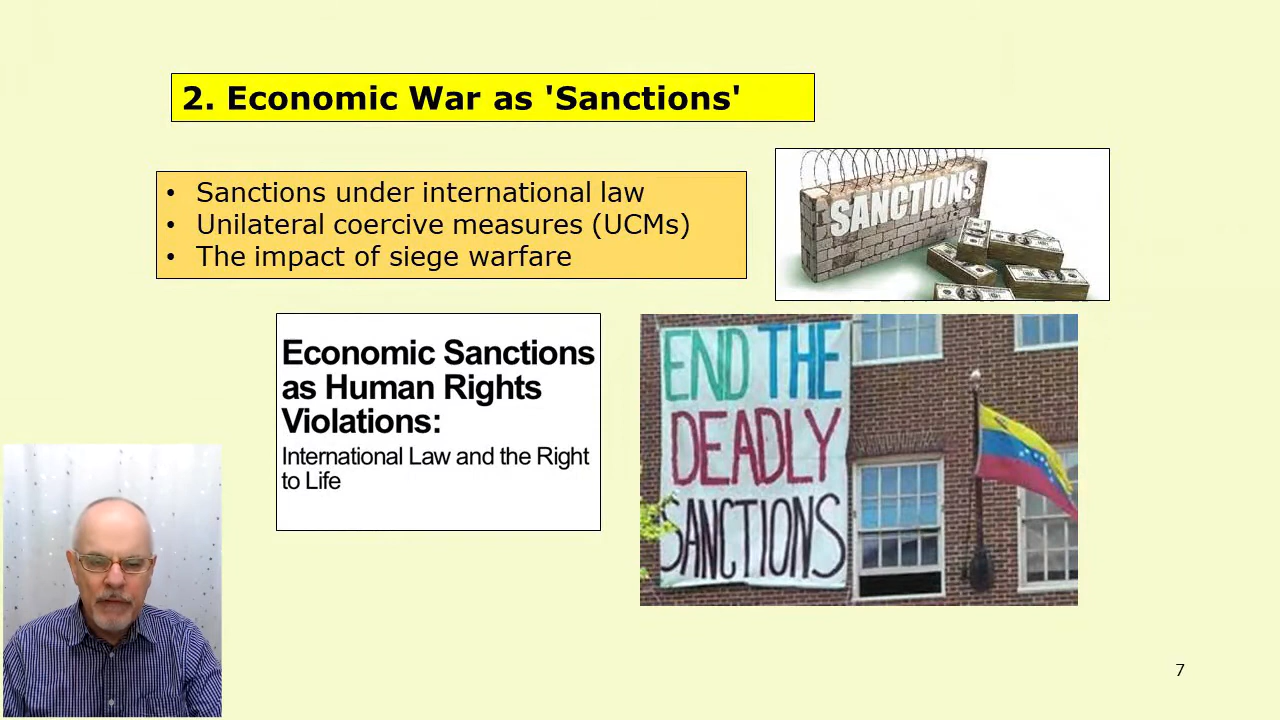 2. Economic War as 'Sanctions'
• Sanctions under international law
• Unilateral coercive measures (UCMs)
• The impact of siege warfare
SANCTIONS
Economic Sanctions
as Human Rights
Violations:
International Law and the Right
to Life
END THE
DEADLY
SANCTIONS
7